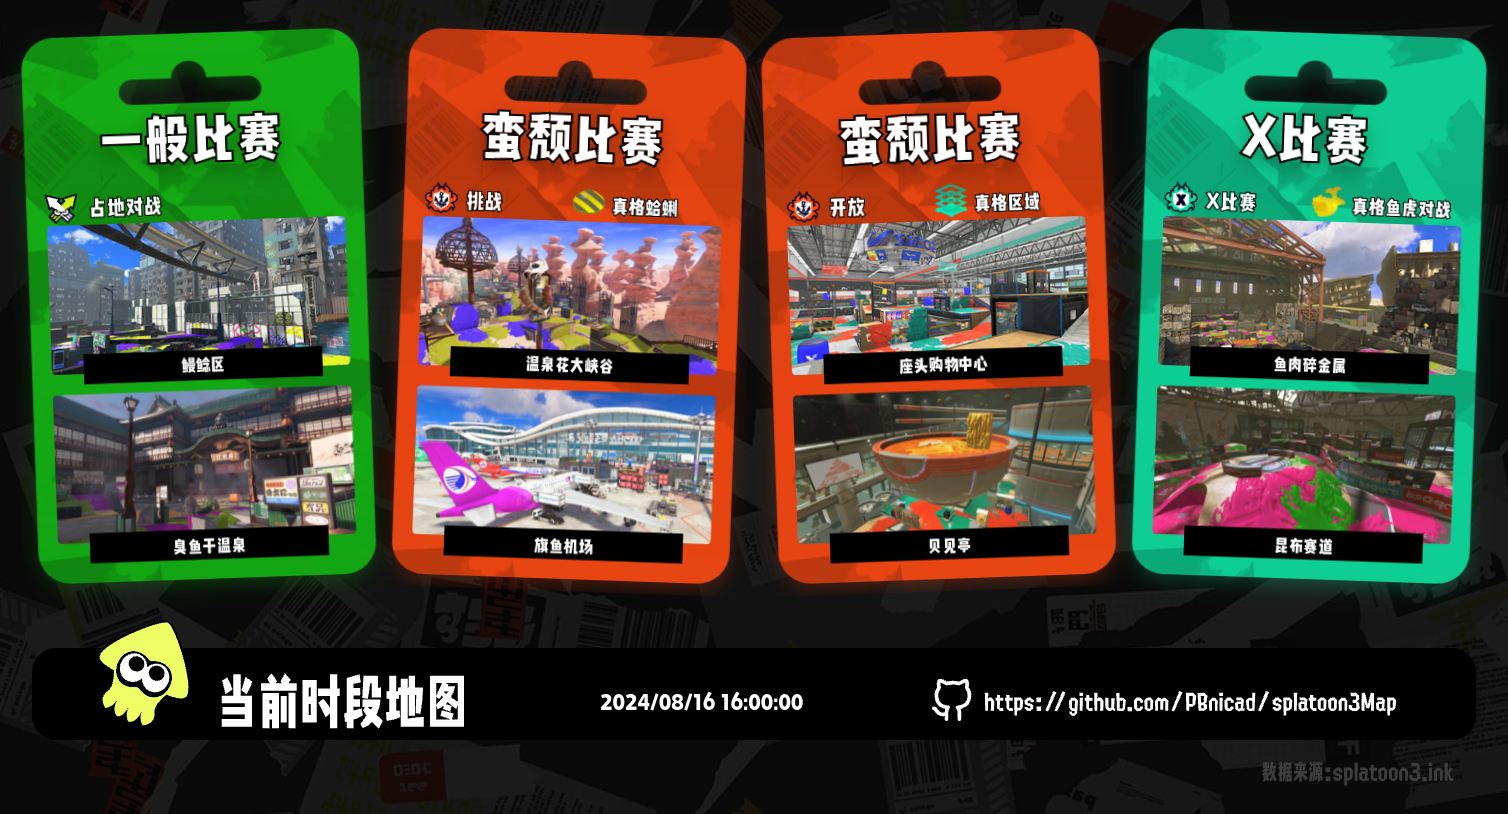 一般比赛
占地对战
鳗鲶区
臭鱼干温泉
蛮颓比赛
挑战
真格蛤蜊
温泉花大峡谷
旗鱼机场
蛮颓比赛
开放
真格区域
座头购物中心
贝贝亭
X比赛
X比赛
真格鱼虎对战
鱼肉碎金属
昆布赛道
当前时段地图
2024/08/16 16:00:00
https://github.com/PBnicad/splatoon3Map
数据来源:splatoon3.ink